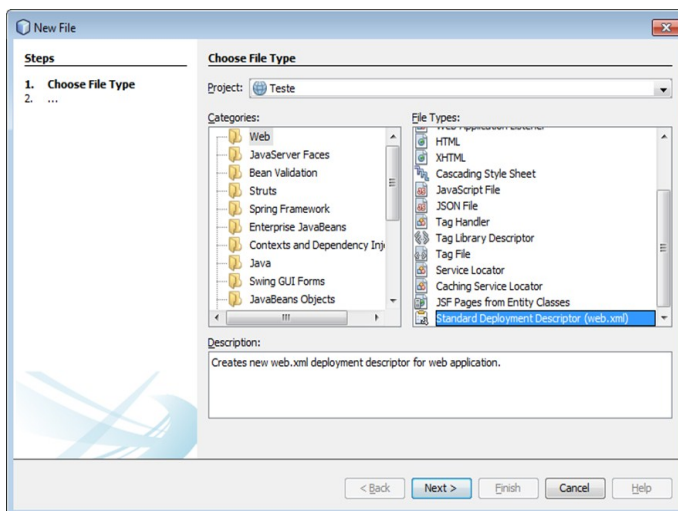 New File
Steps
1. Choose File Type
2. ...
Choose File Type
Project: Teste
Categories:
Web
JavaServer Faces
Bean Validation
Struts
Spring Framework
Enterprise JavaBeans
Contexts and Dependency Inje
Java
Swing GUI Forms
JavaBeans Objects
File Types:
Web Application Listener
HTML
XHTML
Cascading Style Sheet
JavaScript File
JSON File
Tag Handler
Tag Library Descriptor
Tag File
Service Locator
Caching Service Locator
JSF Pages from Entity Classes
Standard Deployment Descriptor (web.xml)
Description:
Creates new web.xml deployment descriptor for web application.
< Back
Next >
Finish
Cancel
Help